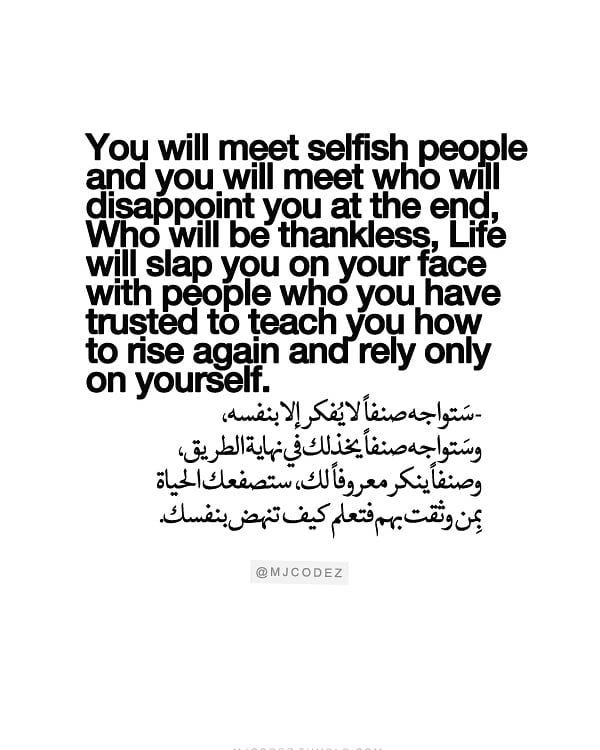 You will meet selfish people
and you will meet who will
disappoint you at the end,
Who will be thankless, Life
will slap you on your face
with people who you have
trusted to teach you how
to rise again and rely only
on yourself.
-سَتواجه صنفاً لا يُفكر إلا بنفسه،
وسَتواجه صنفاً يخذلك في نهاية الطريق،
وصنفاً ينكر معروفاً لك، ستصفعك الحياة
بِمن وثقت بهم فتعلم كيف تنهض بنفسك.
@MJCODEZ
MJCODEZ.TUMBLR.COM